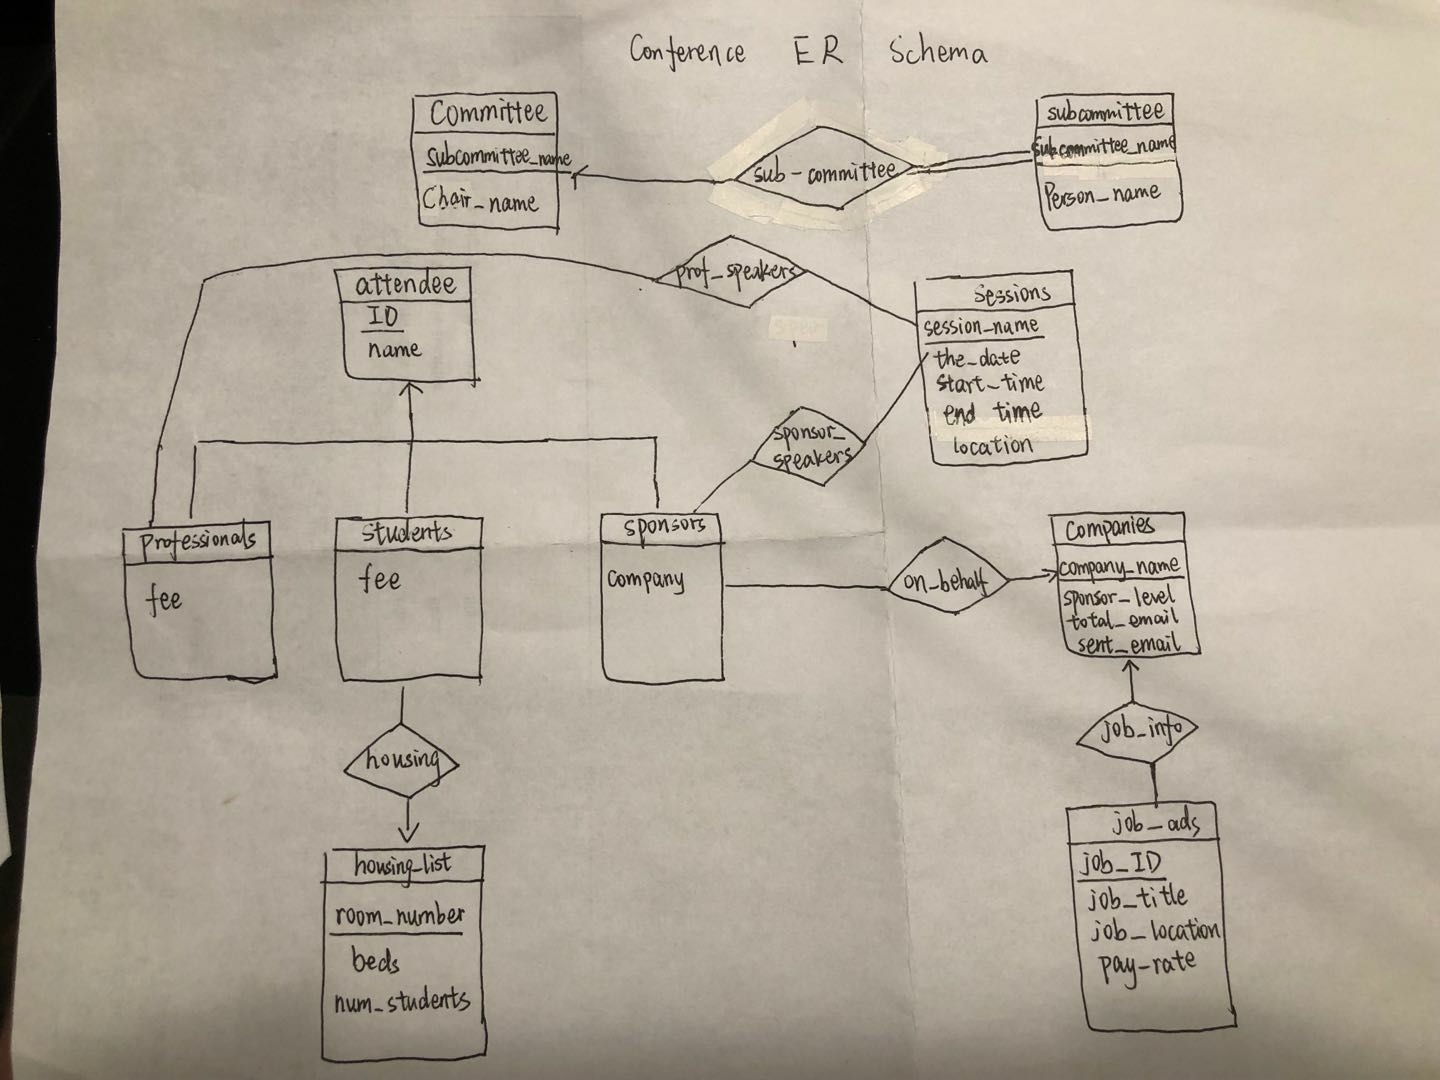 Conference ER Schema
Committee
subcommittee_name
Chair_name
sub-committee
subcommittee
subcommittee_name
Person_name
prof_speakers
attendee
ID
name
sessions
session_name
the_date
start_time
end time
location
sponsor_
speakers
professionals
fee
students
fee
sponsors
company
on_behalf
Companies
company_name
sponsor_level
total_email
sent_email
housing
job_info
housing_list
room_number
beds
num_students
job_ads
job_ID
job_title
job_location
pay-rate